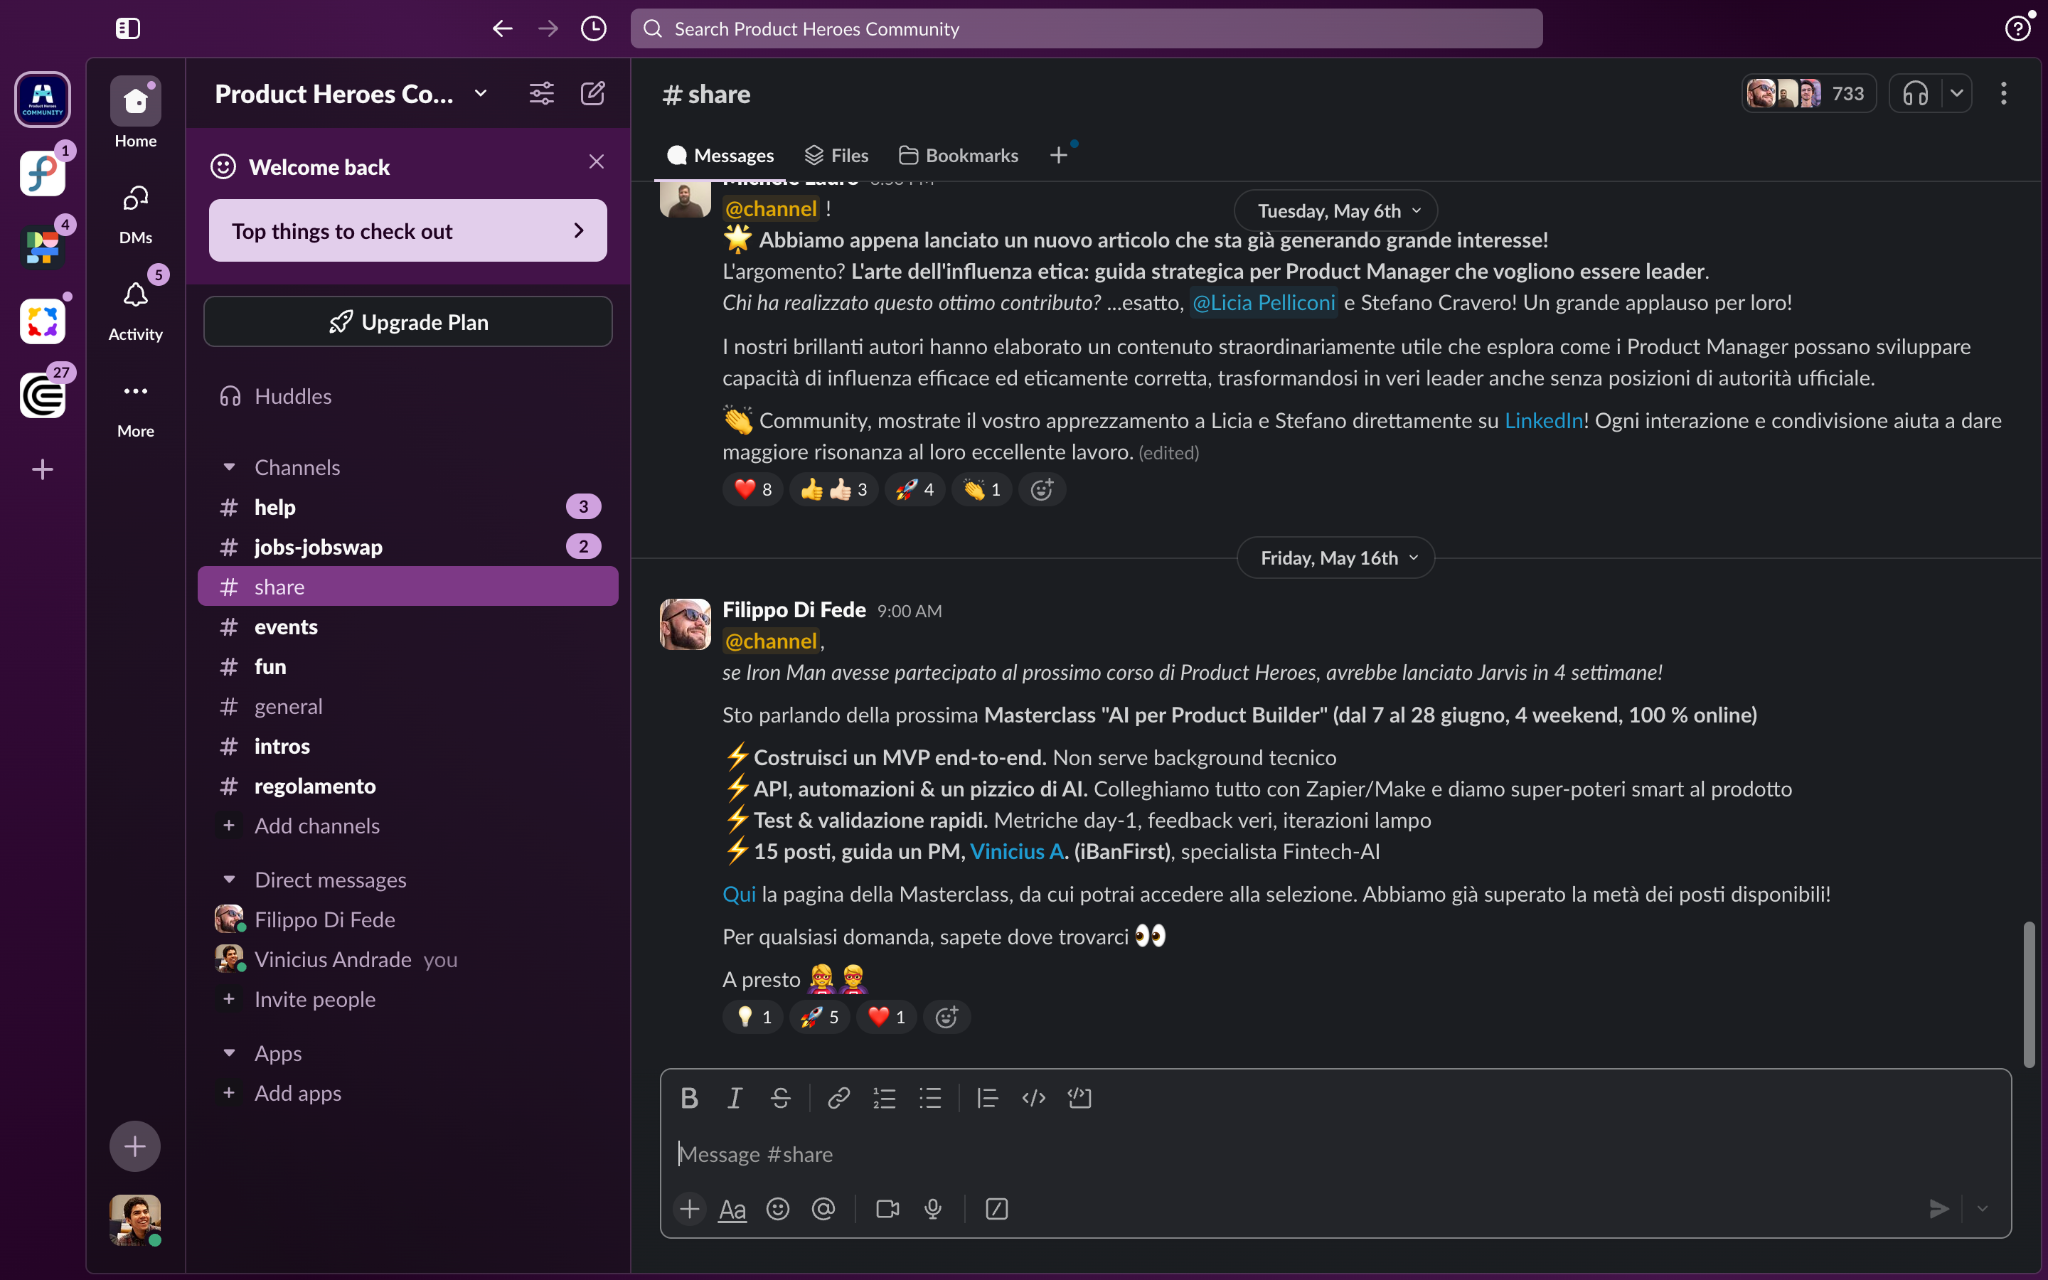 Search Product Heroes Community
Product Heroes COMMUNITY
1
4
27
Home
DMs
5
Activity
More
Product Heroes Co...
Welcome back
Top things to check out
Upgrade Plan
Huddles
Channels
# help 3
# jobs-jobswap 2
# share
# events
# fun
# general
# intros
# regolamento
+ Add channels
Direct messages
Filippo Di Fede
Vinicius Andrade you
+ Invite people
Apps
+ Add apps
# share
733
Messages Files Bookmarks +
Michele Lauro
@channel !
Tuesday, May 6th
🌟 Abbiamo appena lanciato un nuovo articolo che sta già generando grande interesse!
L'argomento? L'arte dell'influenza etica: guida strategica per Product Manager che vogliono essere leader.
Chi ha realizzato questo ottimo contributo? ...esatto, @Licia Pelliconi e Stefano Cravero! Un grande applauso per loro!
I nostri brillanti autori hanno elaborato un contenuto straordinariamente utile che esplora come i Product Manager possano sviluppare
capacità di influenza efficace ed eticamente corretta, trasformandosi in veri leader anche senza posizioni di autorità ufficiale.
👏 Community, mostrate il vostro apprezzamento a Licia e Stefano direttamente su LinkedIn! Ogni interazione e condivisione aiuta a dare
maggiore risonanza al loro eccellente lavoro. (edited)
❤️ 8 👍👍🏻 3 🚀 4 👏 1
Friday, May 16th
Filippo Di Fede 9:00 AM
@channel,
se Iron Man avesse partecipato al prossimo corso di Product Heroes, avrebbe lanciato Jarvis in 4 settimane!
Sto parlando della prossima Masterclass "AI per Product Builder" (dal 7 al 28 giugno, 4 weekend, 100 % online)
⚡Costruisci un MVP end-to-end. Non serve background tecnico
⚡API, automazioni & un pizzico di AI. Colleghiamo tutto con Zapier/Make e diamo super-poteri smart al prodotto
⚡Test & validazione rapidi. Metriche day-1, feedback veri, iterazioni lampo
⚡15 posti, guida un PM, Vinicius A. (iBanFirst), specialista Fintech-AI
Qui la pagina della Masterclass, da cui potrai accedere alla selezione. Abbiamo già superato la metà dei posti disponibili!
Per qualsiasi domanda, sapete dove trovarci 👀
A presto 🦸‍♀️🦸‍♂️
💡 1 🚀 5 ❤️ 1
B I S
Message #share
+ Aa @